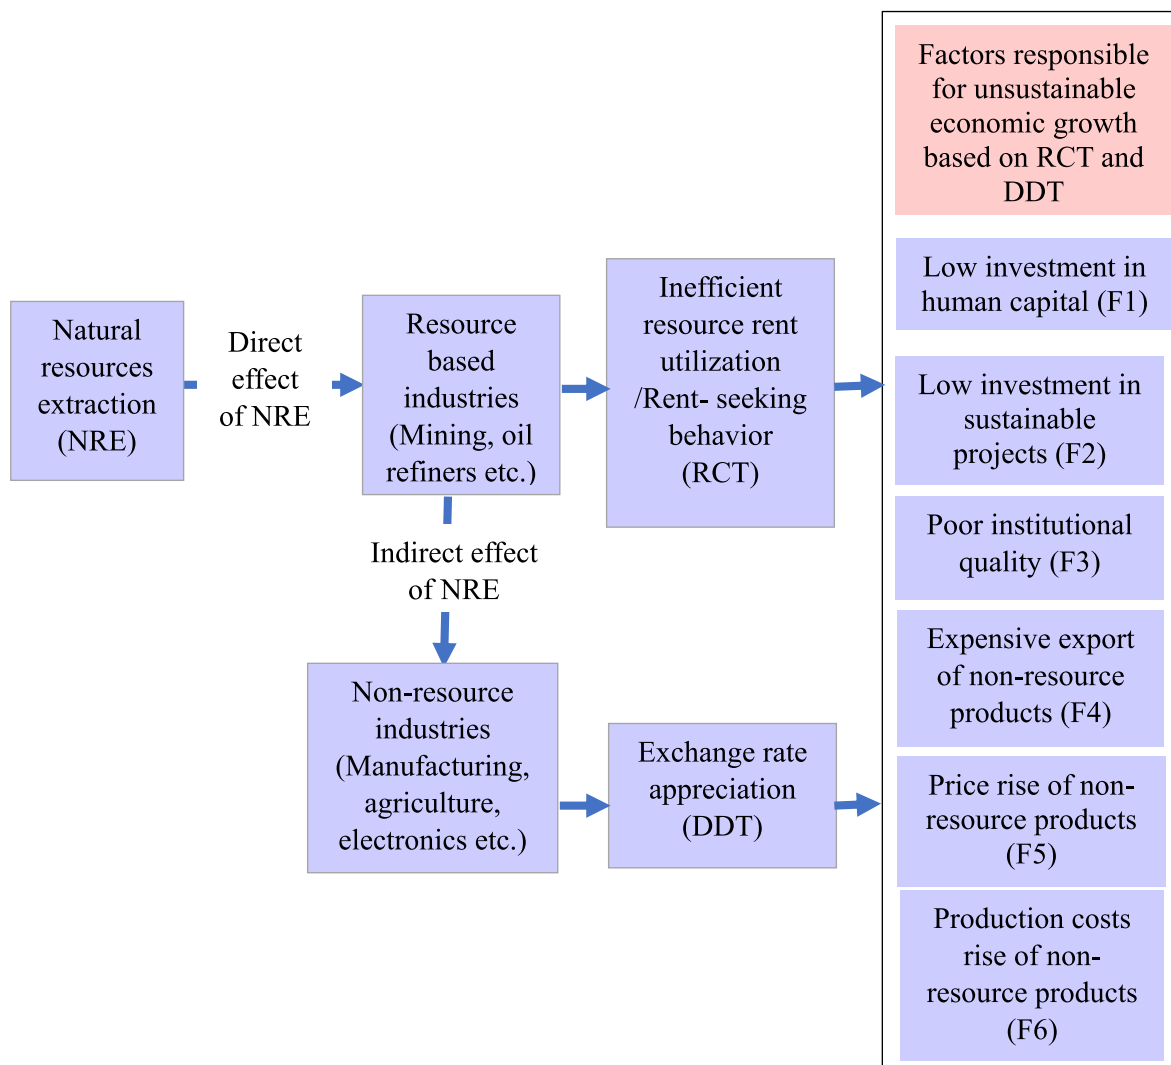 Natural
resources
extraction
(NRE)
Direct
effect
of NRE
Resource
based
industries
(Mining, oil
refiners etc.)
Inefficient
resource rent
utilization
/Rent- seeking
behavior
(RCT)
Indirect effect
of NRE
Non-resource
industries
(Manufacturing,
agriculture,
electronics etc.)
Exchange rate
appreciation
(DDT)
Factors responsible
for unsustainable
economic growth
based on RCT and
DDT
Low investment in
human capital (F1)
Low investment in
sustainable
projects (F2)
Poor institutional
quality (F3)
Expensive export
of non-resource
products (F4)
Price rise of non-
resource products
(F5)
Production costs
rise of non-
resource products
(F6)